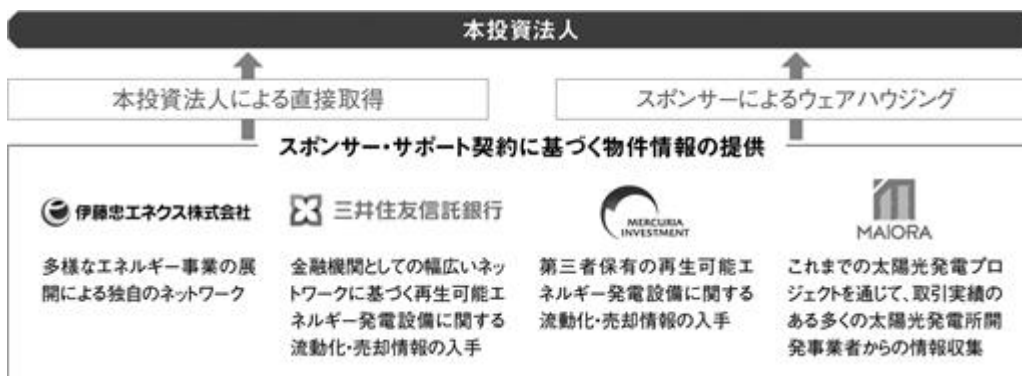 本投資法人
本投資法人による直接取得
スポンサーによるウェアハウジング
スポンサー・サポート契約に基づく物件情報の提供
伊藤忠エネクス株式会社
多様なエネルギー事業の展
開による独自のネットワーク
三井住友信託銀行
金融機関としての幅広いネッ
トワークに基づく再生可能エ
ネルギー発電設備に関する
流動化・売却情報の入手
MERCURIA
INVESTMENT
第三者保有の再生可能エ
ネルギー発電設備に関する
流動化・売却情報の入手
MAIORA
これまでの太陽光発電プロ
ジェクトを通じて、取引実績の
ある多くの太陽光発電所開
発事業者からの情報収集